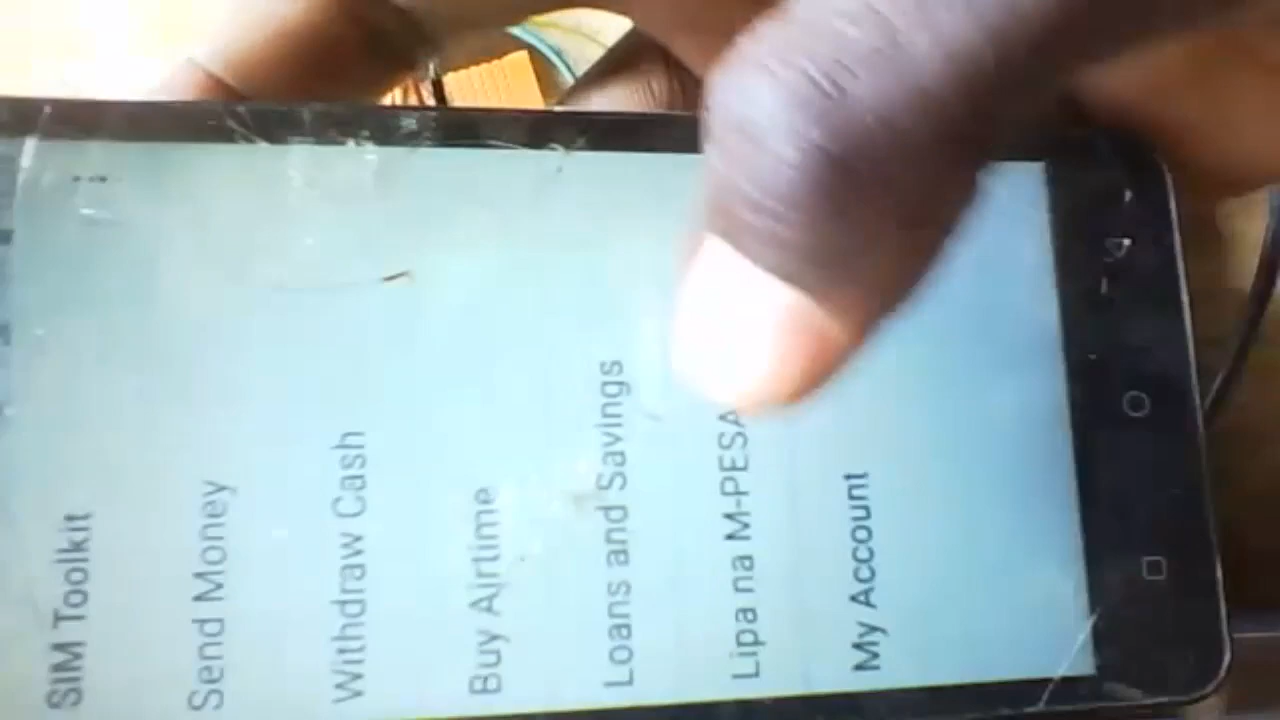 SIM Toolkit
Send Money
Withdraw Cash
Buy Airtime
Loans and Savings
Lipa na M-PESA
My Account